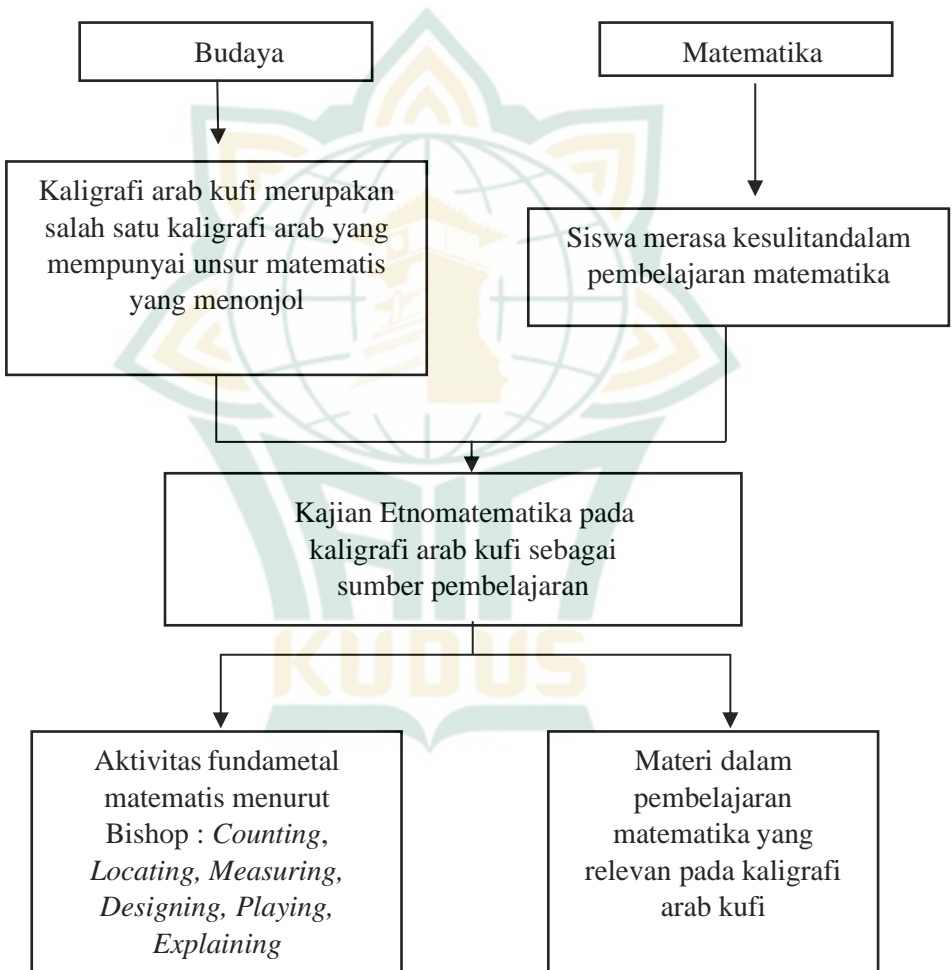 Budaya
Matematika
Kaligrafi arab kufi merupakan
salah satu kaligrafi arab yang
mempunyai unsur matematis
yang menonjol
Siswa merasa kesulitandalam
pembelajaran matematika
Kajian Etnomatematika pada
kaligrafi arab kufi sebagai
sumber pembelajaran
KUDUS
Aktivitas fundametal
matematis menurut
Bishop : Counting,
Locating, Measuring,
Designing, Playing,
Explaining
Materi dalam
pembelajaran
matematika yang
relevan pada kaligrafi
arab kufi